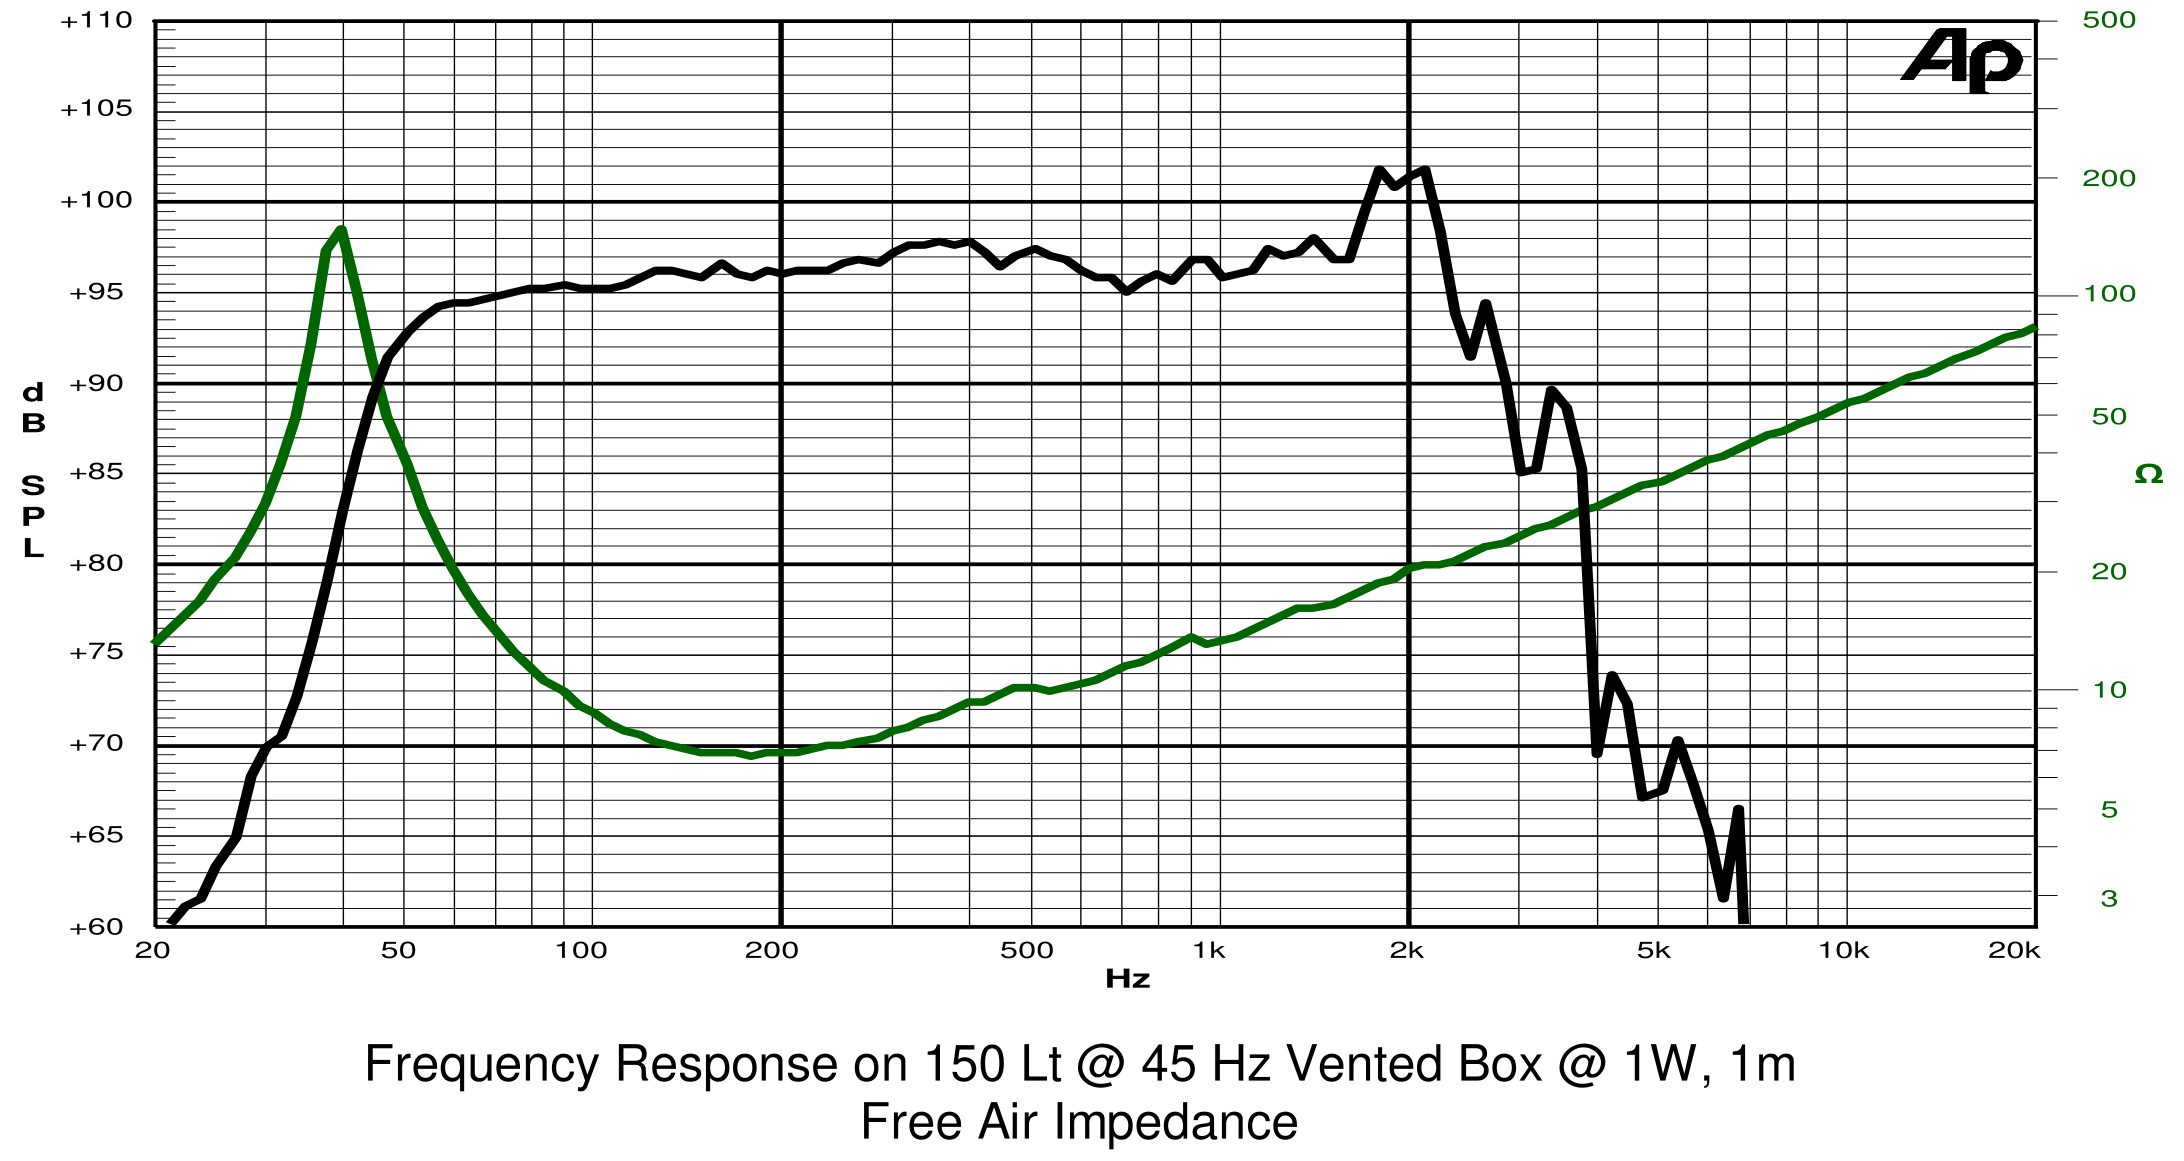 +110
+105
+100
+95
+90
+85
+80
+75
+70
+65
+60
dB SPL
500
200
100
50
20
10
5
3
Ω
Ap
20 50 100 200 500 1k 2k 5k 10k 20k
Hz
Frequency Response on 150 Lt @ 45 Hz Vented Box @ 1W, 1m
Free Air Impedance